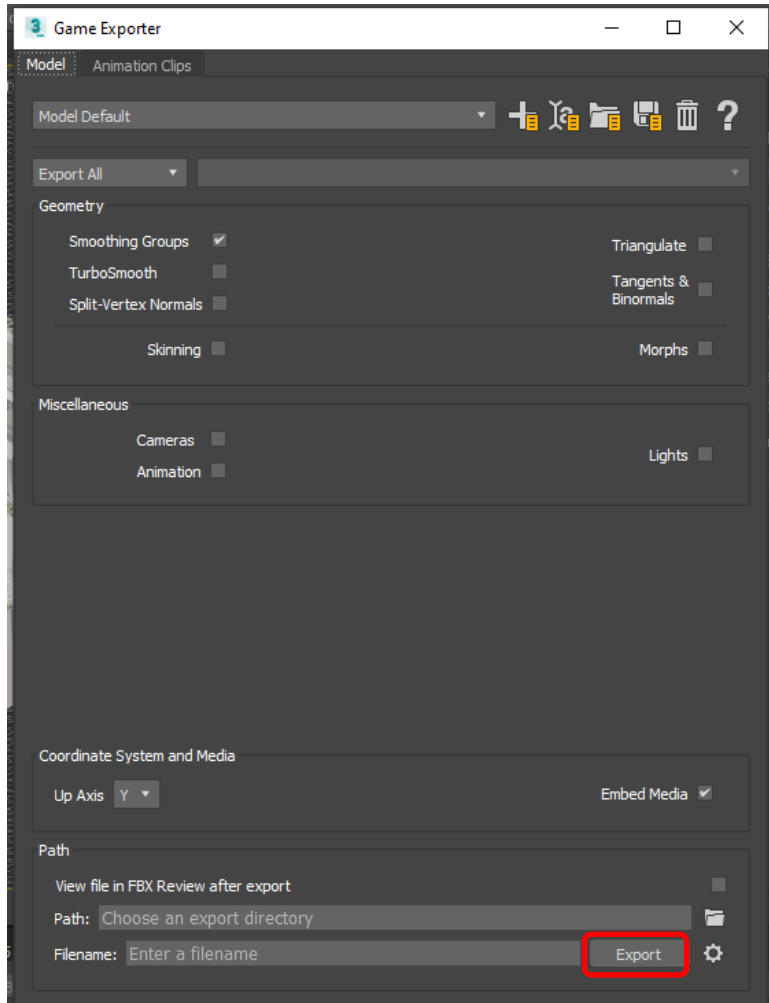 Game Exporter
Model Animation Clips
Model Default
Export All
Geometry
Smoothing Groups
Triangulate
TurboSmooth
Tangents &
Binormals
Split-Vertex Normals
Skinning
Morphs
Miscellaneous
Cameras
Lights
Animation
Coordinate System and Media
Up Axis Y
Embed Media
Path
View file in FBX Review after export
Path: Choose an export directory
Filename: Enter a filename
Export